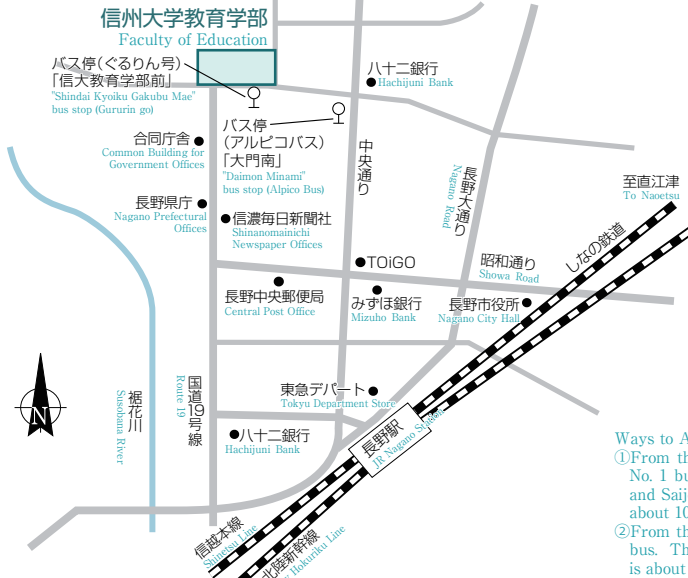 信州大学教育学部
Faculty of Education
バス停(ぐるりん号)
「信大教育学部前」
"Shindai Kyoiku Gakubu Mae"
bus stop (Gururin go)
八十二銀行
Hachijuni Bank
バス停
(アルピコバス)
「大門南」
"Daimon Minami"
bus stop (Alpico Bus)
合同庁舎
Common Building for
Government Offices
中央通り
長野大通り
Nagano Road
至直江津
To Naoetsu
長野県庁
Nagano Prefectural
Offices
信濃毎日新聞社
Shinanomainichi
Newspaper Offices
しなの鉄道
TOiGO
昭和通り
Showa Road
長野中央郵便局
Central Post Office
みずほ銀行
Mizuho Bank
長野市役所
Nagano City Hall
N
裾花川
Susobana River
国道19号線
Route 19
東急デパート
Tokyu Department Store
八十二銀行
Hachijuni Bank
長野駅
JR Nagano Station
信越本線
Shinetsu Line
北陸新幹線
Hokuriku Line
Ways to A
①From th
No. 1 bu
and Saij
about 10
②From th
bus. Th
is about